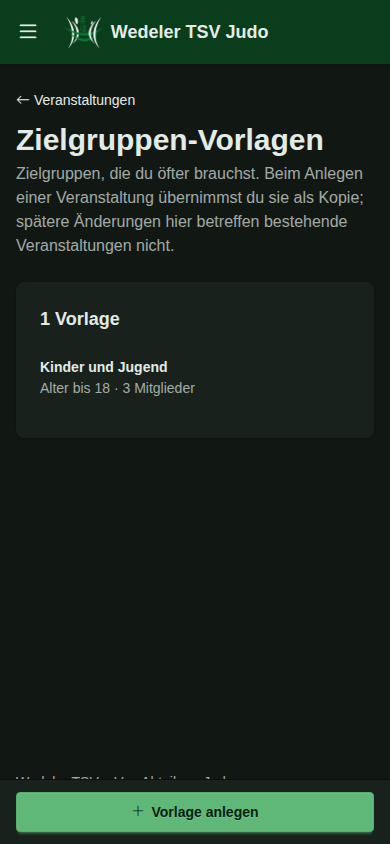 Wedeler TSV Judo
← Veranstaltungen
Zielgruppen-Vorlagen
Zielgruppen, die du öfter brauchst. Beim Anlegen
einer Veranstaltung übernimmst du sie als Kopie;
spätere Änderungen hier betreffen bestehende
Veranstaltungen nicht.
1 Vorlage
Kinder und Jugend
Alter bis 18 · 3 Mitglieder
+ Vorlage anlegen